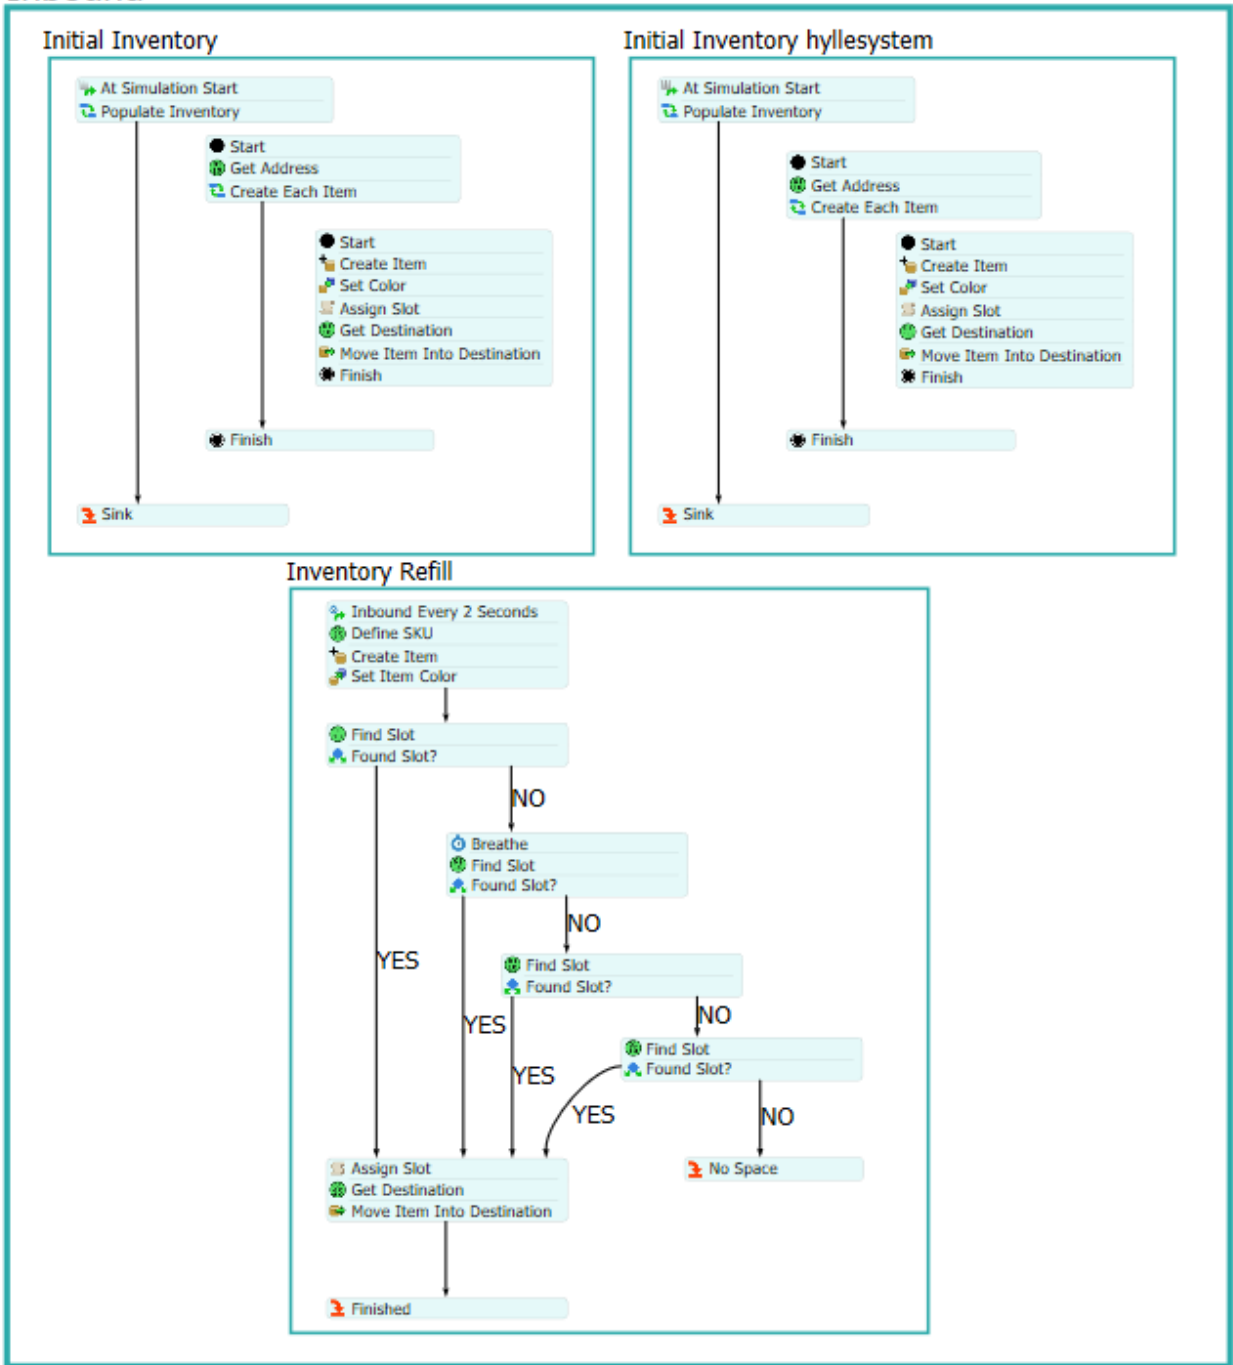 Initial Inventory
At Simulation Start
Populate Inventory
Start
Get Address
Create Each Item
Start
Create Item
Set Color
Assign Slot
Get Destination
Move Item Into Destination
Finish
Finish
Sink
Initial Inventory hyllesystem
At Simulation Start
Populate Inventory
Start
Get Address
Create Each Item
Start
Create Item
Set Color
Assign Slot
Get Destination
Move Item Into Destination
Finish
Finish
Sink
Inventory Refill
Inbound Every 2 Seconds
Define SKU
Create Item
Set Item Color
Find Slot
Found Slot?
NO
Breathe
Find Slot
Found Slot?
NO
YES
Find Slot
Found Slot?
YES
NO
Find Slot
Found Slot?
YES
YES
NO
Assign Slot
Get Destination
Move Item Into Destination
No Space
Finished